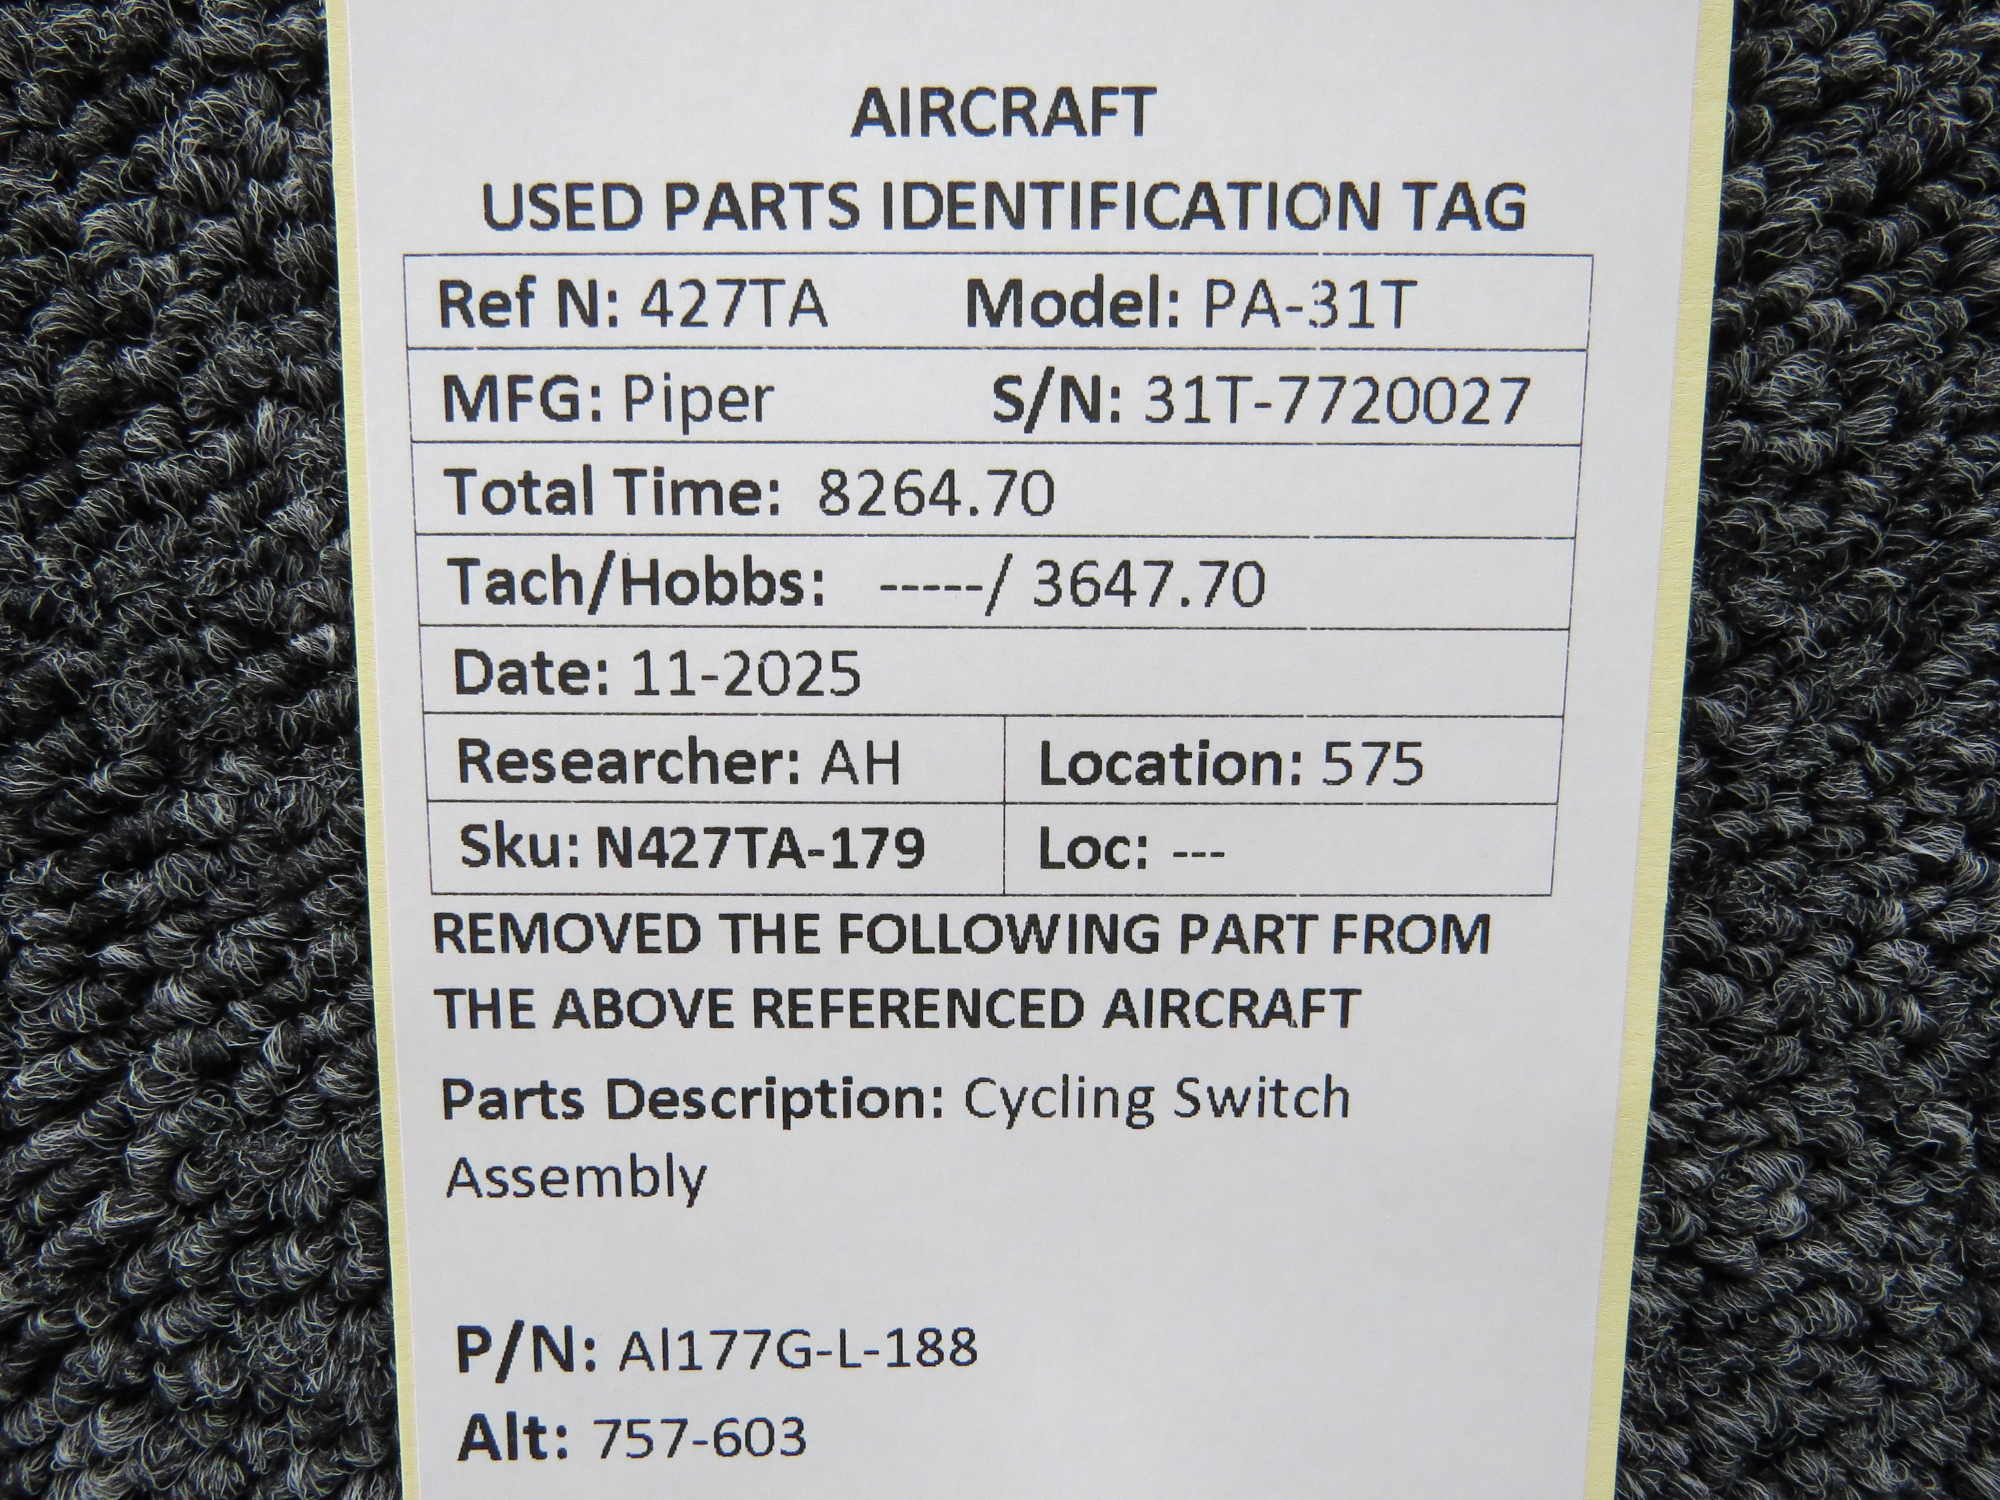 AIRCRAFT
USED PARTS IDENTIFICATION TAG
Ref N: 427TA Model: PA-31T
MFG: Piper S/N: 31T-7720027
Total Time: 8264.70
Tach/Hobbs: -----/ 3647.70
Date: 11-2025
Researcher: AH Location: 575
Sku: N427TA-179 Loc: ---
REMOVED THE FOLLOWING PART FROM
THE ABOVE REFERENCED AIRCRAFT
Parts Description: Cycling Switch
Assembly
P/N: Al177G-L-188
Alt: 757-603